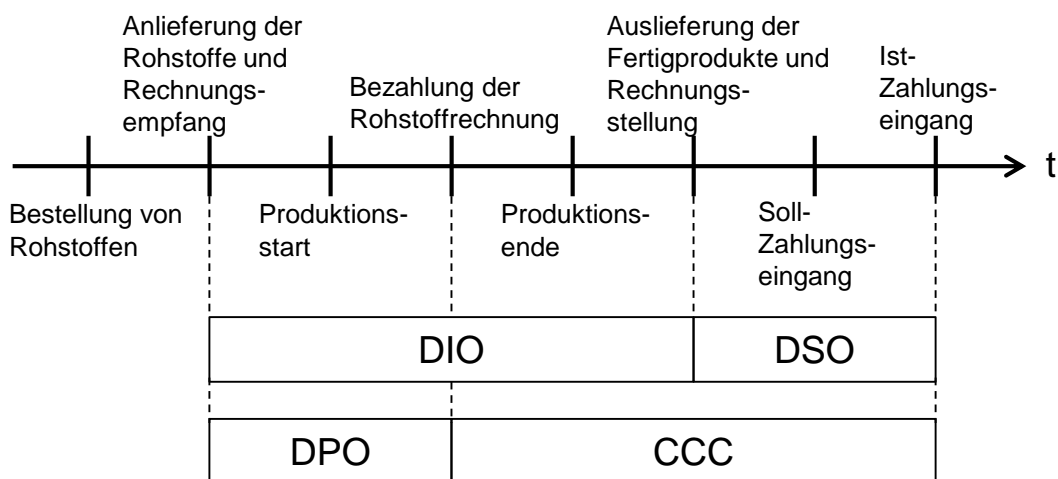 Anlieferung der
Rohstoffe und
Rechnungs-
empfang
Bezahlung der
Rohstoffrechnung
Auslieferung der
Fertigprodukte und
Rechnungs-
stellung
Ist-
Zahlungs-
eingang
t
Bestellung von
Rohstoffen
Produktions-
start
Produktions-
ende
Soll-
Zahlungs-
eingang
DIO
DSO
DPO
CCC